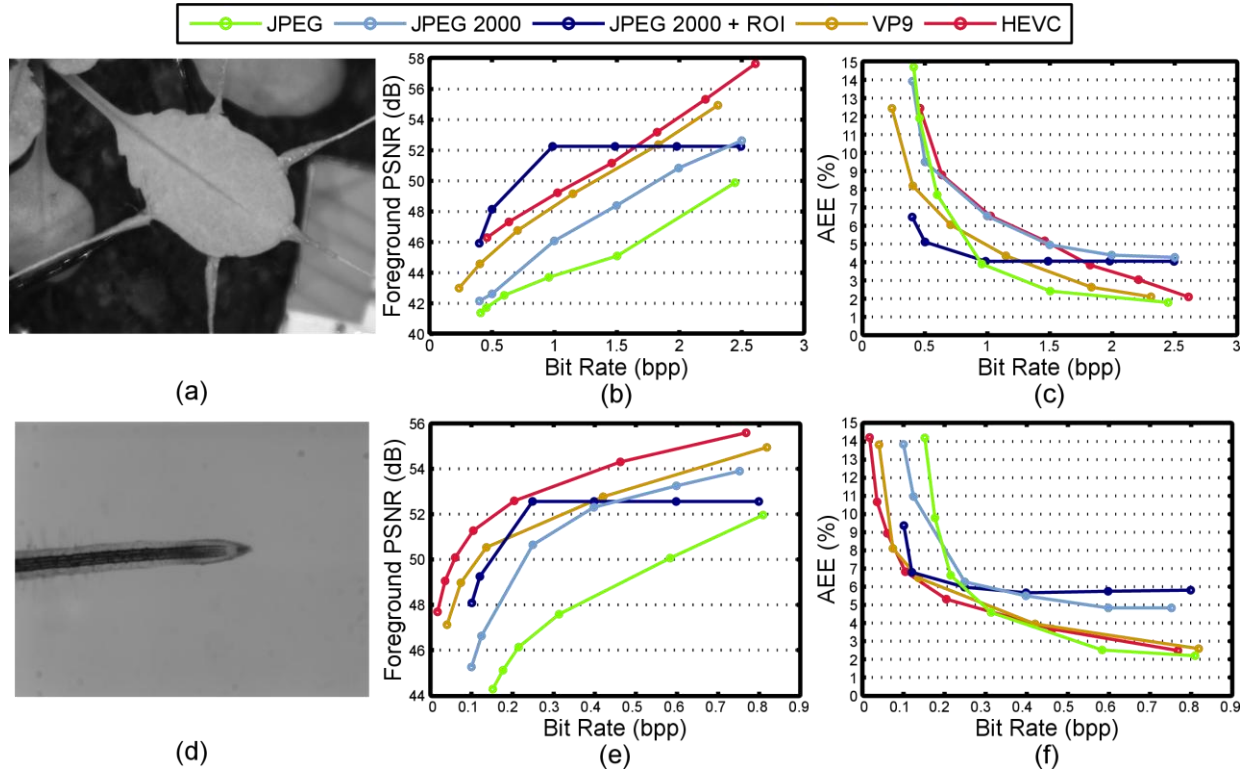 JPEG JPEG 2000 JPEG 2000 + ROI VP9 HEVC
(a)
Foreground PSNR (dB)
58
56
54
52
50
48
46
44
42
40
0 0.5 1 1.5 2 2.5 3
Bit Rate (bpp)
(b)
AEE (%)
15
14
13
12
11
10
9
8
7
6
5
4
3
2
1
0
0 0.5 1 1.5 2 2.5 3
Bit Rate (bpp)
(c)
(d)
Foreground PSNR (dB)
56
54
52
50
48
46
44
0 0.1 0.2 0.3 0.4 0.5 0.6 0.7 0.8 0.9
Bit Rate (bpp)
(e)
AEE (%)
15
14
13
12
11
10
9
8
7
6
5
4
3
2
1
0
0 0.1 0.2 0.3 0.4 0.5 0.6 0.7 0.8 0.9
Bit Rate (bpp)
(f)